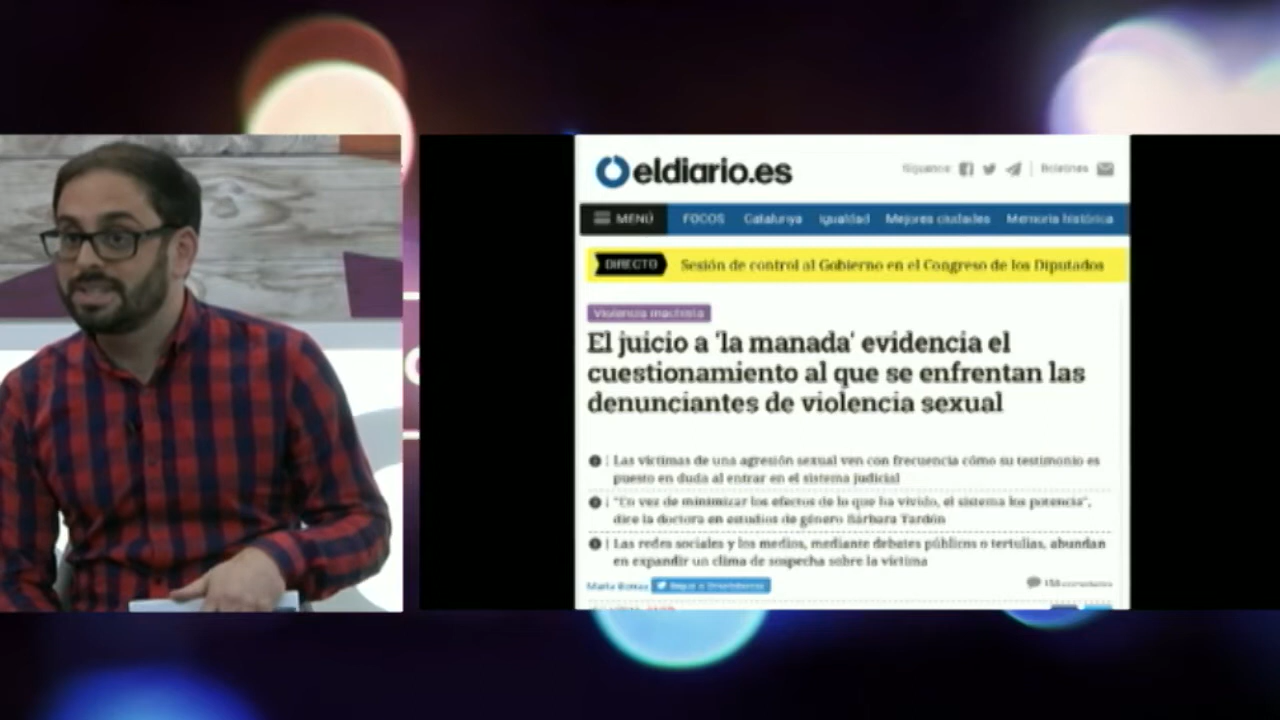 eldiario.es
Síguenos
Boletines
MENÚ FOCOS Catalunya Igualdad Mejores ciudades Memoria histórica
DIRECTO Sesión de control al Gobierno en el Congreso de los Diputados
Violencia machista
El juicio a 'la manada' evidencia el
cuestionamiento al que se enfrentan las
denunciantes de violencia sexual
Las víctimas de una agresión sexual ven con frecuencia cómo su testimonio es
puesto en duda al entrar en el sistema judicial
"En vez de minimizar los efectos de lo que ha vivido, el sistema los potencia",
dice la doctora en estudios de género Bárbara Tardón
Las redes sociales y los medios, mediante debates públicos o tertulias, abundan
en expandir un clima de sospecha sobre la víctima
Marta Borraz
comentarios